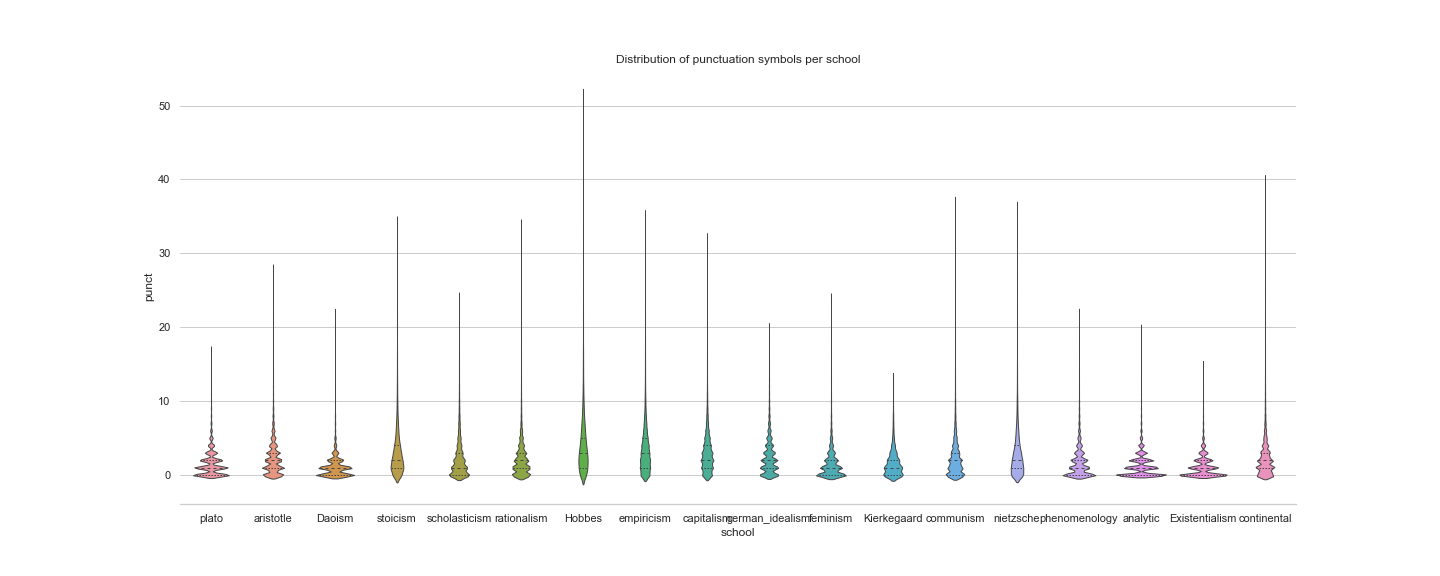 Distribution of punctuation symbols per school
50
40
30
20
10
0
punct
plato aristotle Daoism stoicism scholasticism rationalism Hobbes empiricism capitalism german_idealism feminism Kierkegaard communism nietzsche phenomenology analytic Existentialism continental
school